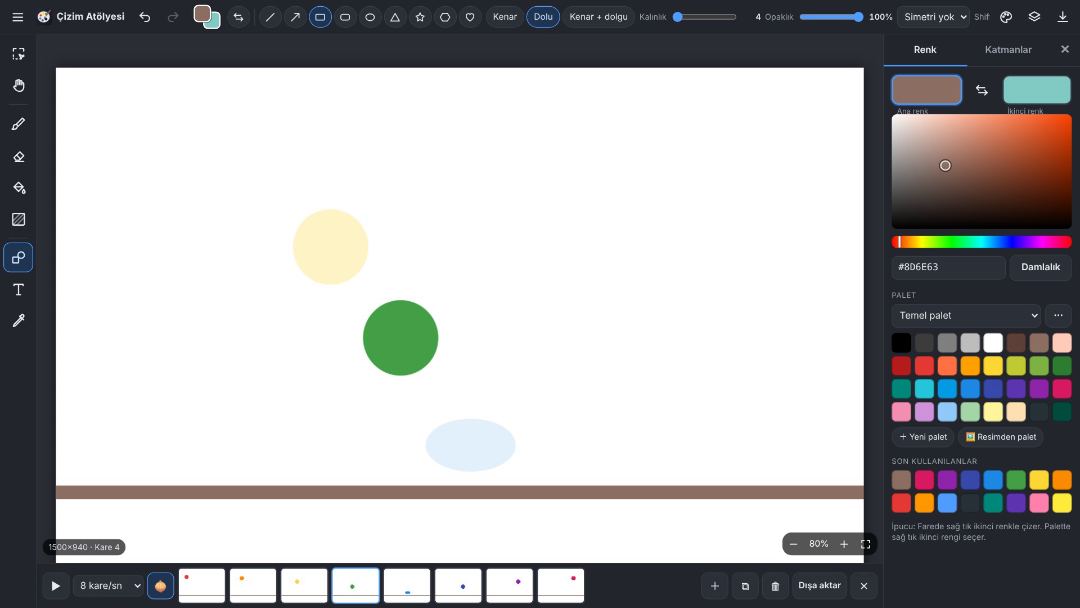 Çizim Atölyesi
Kenar
Dolu
Kenar + dolgu
Kalınlık
4
Opaklık
100%
Simetri yok
Shif
Renk
Katmanlar
Ana renk
İkinci renk
#8D6E63
Damlalık
PALET
Temel palet
+ Yeni palet
Resimden palet
SON KULLANILANLAR
İpucu: Farede sağ tık ikinci renkle çizer. Palette
sağ tık ikinci rengi seçer.
1500×940 · Kare 4
80%
8 kare/sn
Dışa aktar